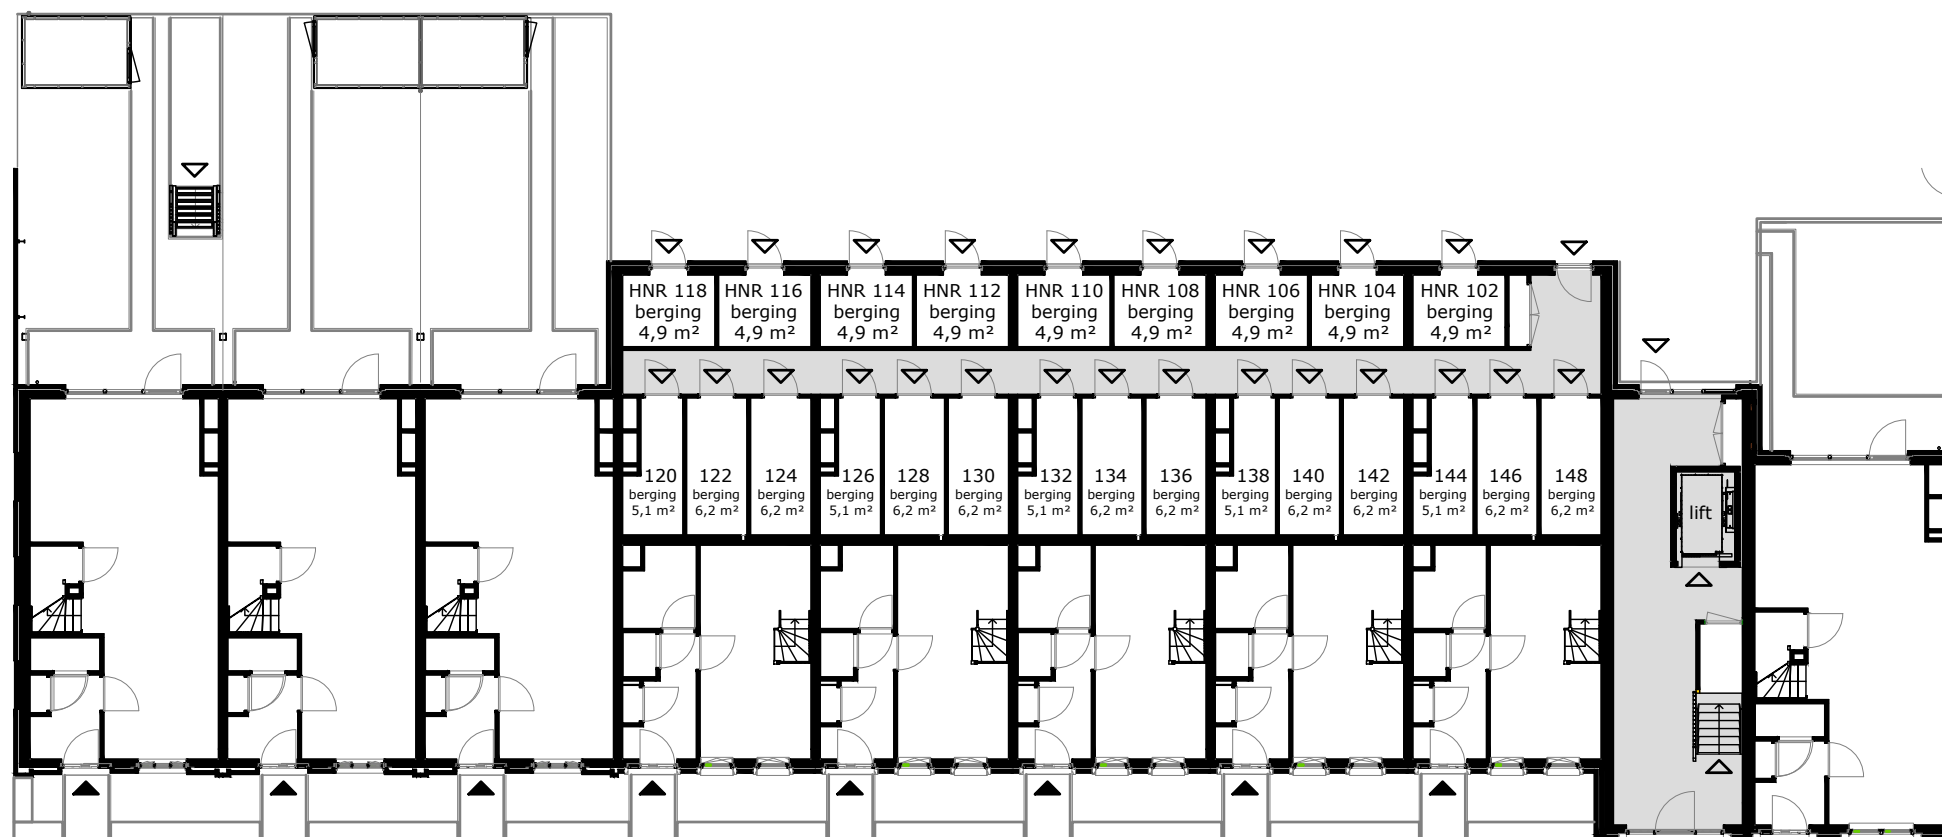 HNR 118
berging
4,9 m²
HNR 116
berging
4,9 m²
HNR 114
berging
4,9 m²
HNR 112
berging
4,9 m²
HNR 110
berging
4,9 m²
HNR 108
berging
4,9 m²
HNR 106
berging
4,9 m²
HNR 104
berging
4,9 m²
HNR 102
berging
4,9 m²
120
berging
5,1 m²
122
berging
6,2 m²
124
berging
6,2 m²
126
berging
5,1 m²
128
berging
6,2 m²
130
berging
6,2 m²
132
berging
5,1 m²
134
berging
6,2 m²
136
berging
6,2 m²
138
berging
5,1 m²
140
berging
6,2 m²
142
berging
6,2 m²
144
berging
5,1 m²
146
berging
6,2 m²
148
berging
6,2 m²
lift